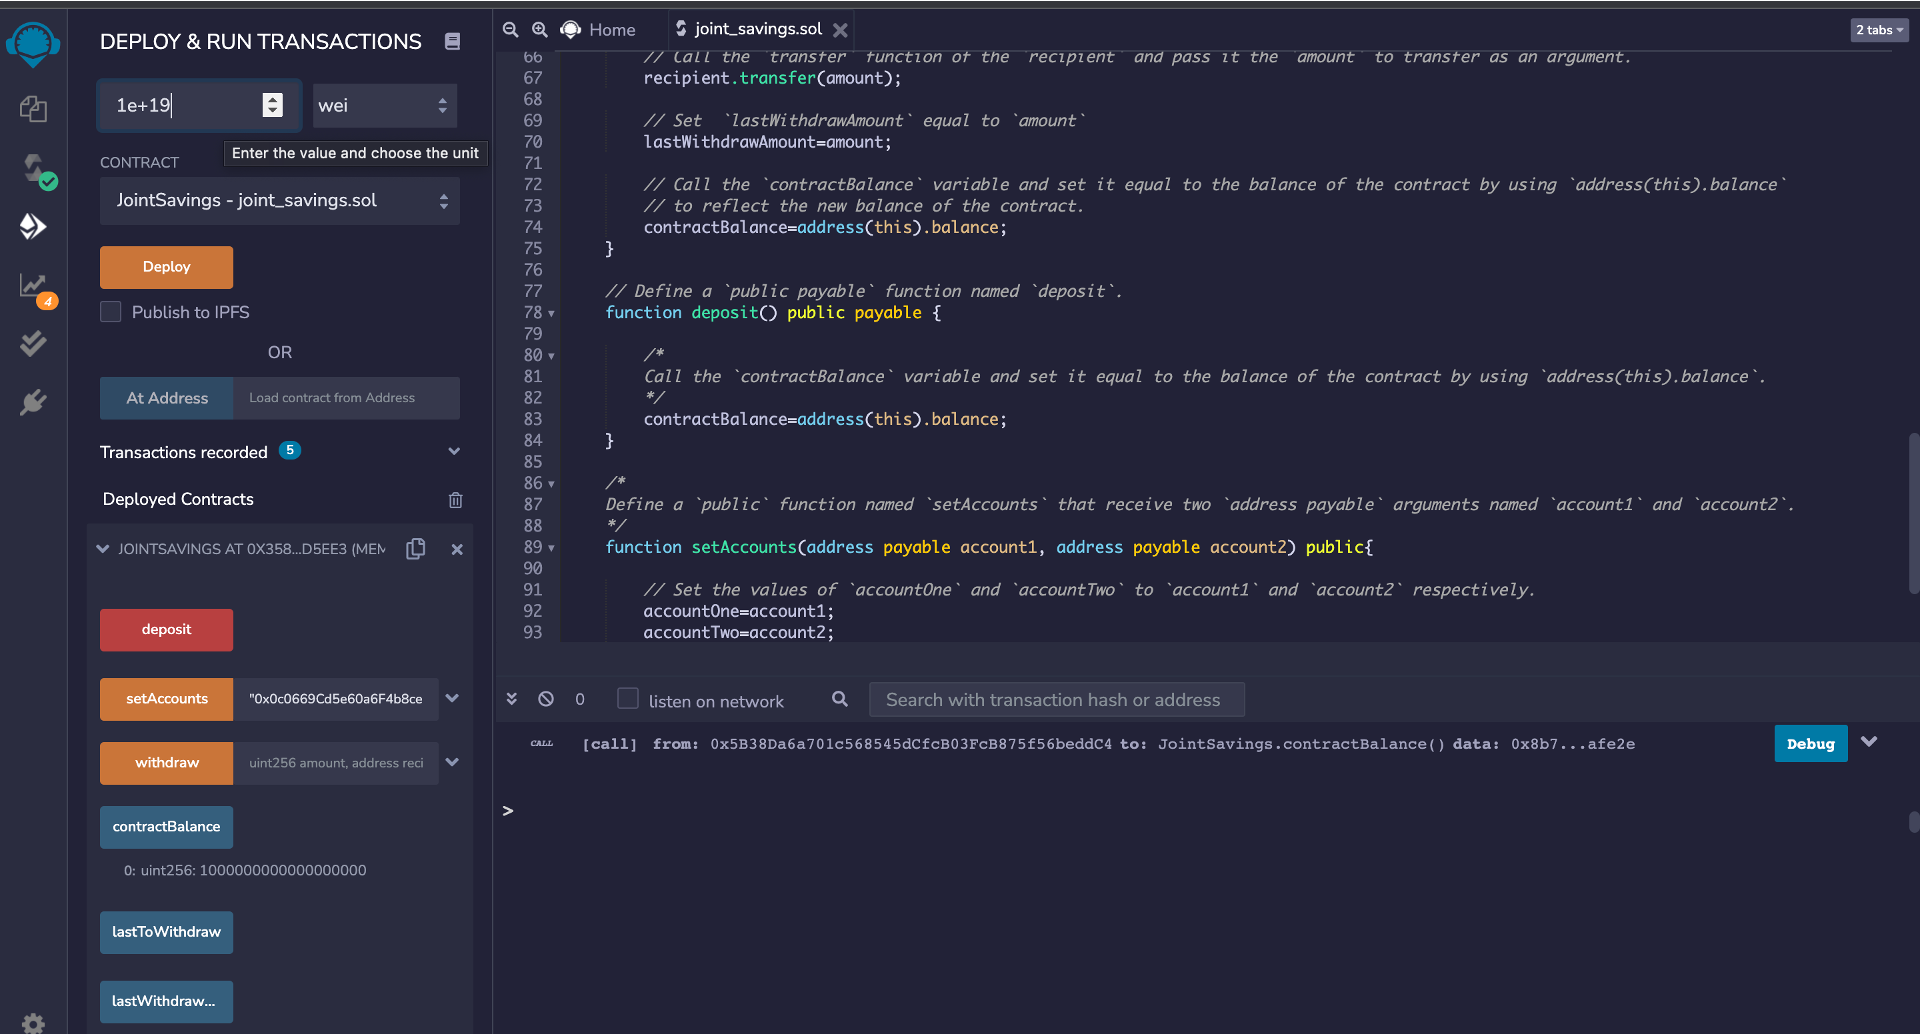 DEPLOY & RUN TRANSACTIONS
1e+19
wei
Enter the value and choose the unit
CONTRACT
JointSavings - joint_savings.sol
Deploy
4
Publish to IPFS
OR
At Address
Load contract from Address
Transactions recorded
5
Deployed Contracts
JOINTSAVINGS AT 0X358...D5EE3 (MEM
deposit
setAccounts
"0x0c0669Cd5e60a6F4b8ce
withdraw
uint256 amount, address reci
contractBalance
0: uint256: 1000000000000000000
lastToWithdraw
lastWithdraw...
Home
joint_savings.sol
2 tabs
66 // Call the `transfer` function of the `recipient` and pass it the `amount` to transfer as an argument.
67 recipient.transfer(amount);
68
69 // Set  `lastWithdrawAmount` equal to `amount`
70 lastWithdrawAmount=amount;
71
72 // Call the `contractBalance` variable and set it equal to the balance of the contract by using `address(this).balance`
73 // to reflect the new balance of the contract.
74 contractBalance=address(this).balance;
75 }
76
77 // Define a `public payable` function named `deposit`.
78 function deposit() public payable {
79
80 /*
81 Call the `contractBalance` variable and set it equal to the balance of the contract by using `address(this).balance`.
82 */
83 contractBalance=address(this).balance;
84 }
85
86 /*
87 Define a `public` function named `setAccounts` that receive two `address payable` arguments named `account1` and `account2`.
88 */
89 function setAccounts(address payable account1, address payable account2) public{
90
91 // Set the values of `accountOne` and `accountTwo` to `account1` and `account2` respectively.
92 accountOne=account1;
93 accountTwo=account2;
0
listen on network
Search with transaction hash or address
CALL
[call] from: 0x5B38Da6a701c568545dCfcB03FcB875f56beddC4 to: JointSavings.contractBalance() data: 0x8b7...afe2e
Debug
>